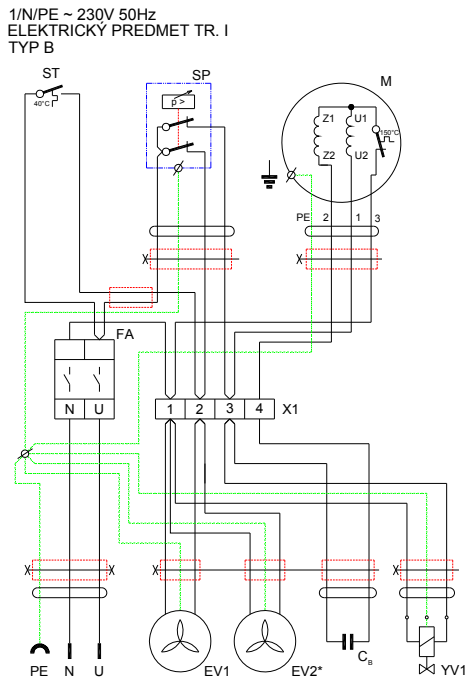 1/N/PE ~ 230V 50Hz
ELEKTRICKÝ PREDMET TR. I
TYP B
ST
SP
M
40°C
p >
Z1
U1
150°C
Z2
U2
PE
2
1
3
FA
N
U
1
2
3
4
X1
PE
N
U
EV1
EV2*
CB
YV1